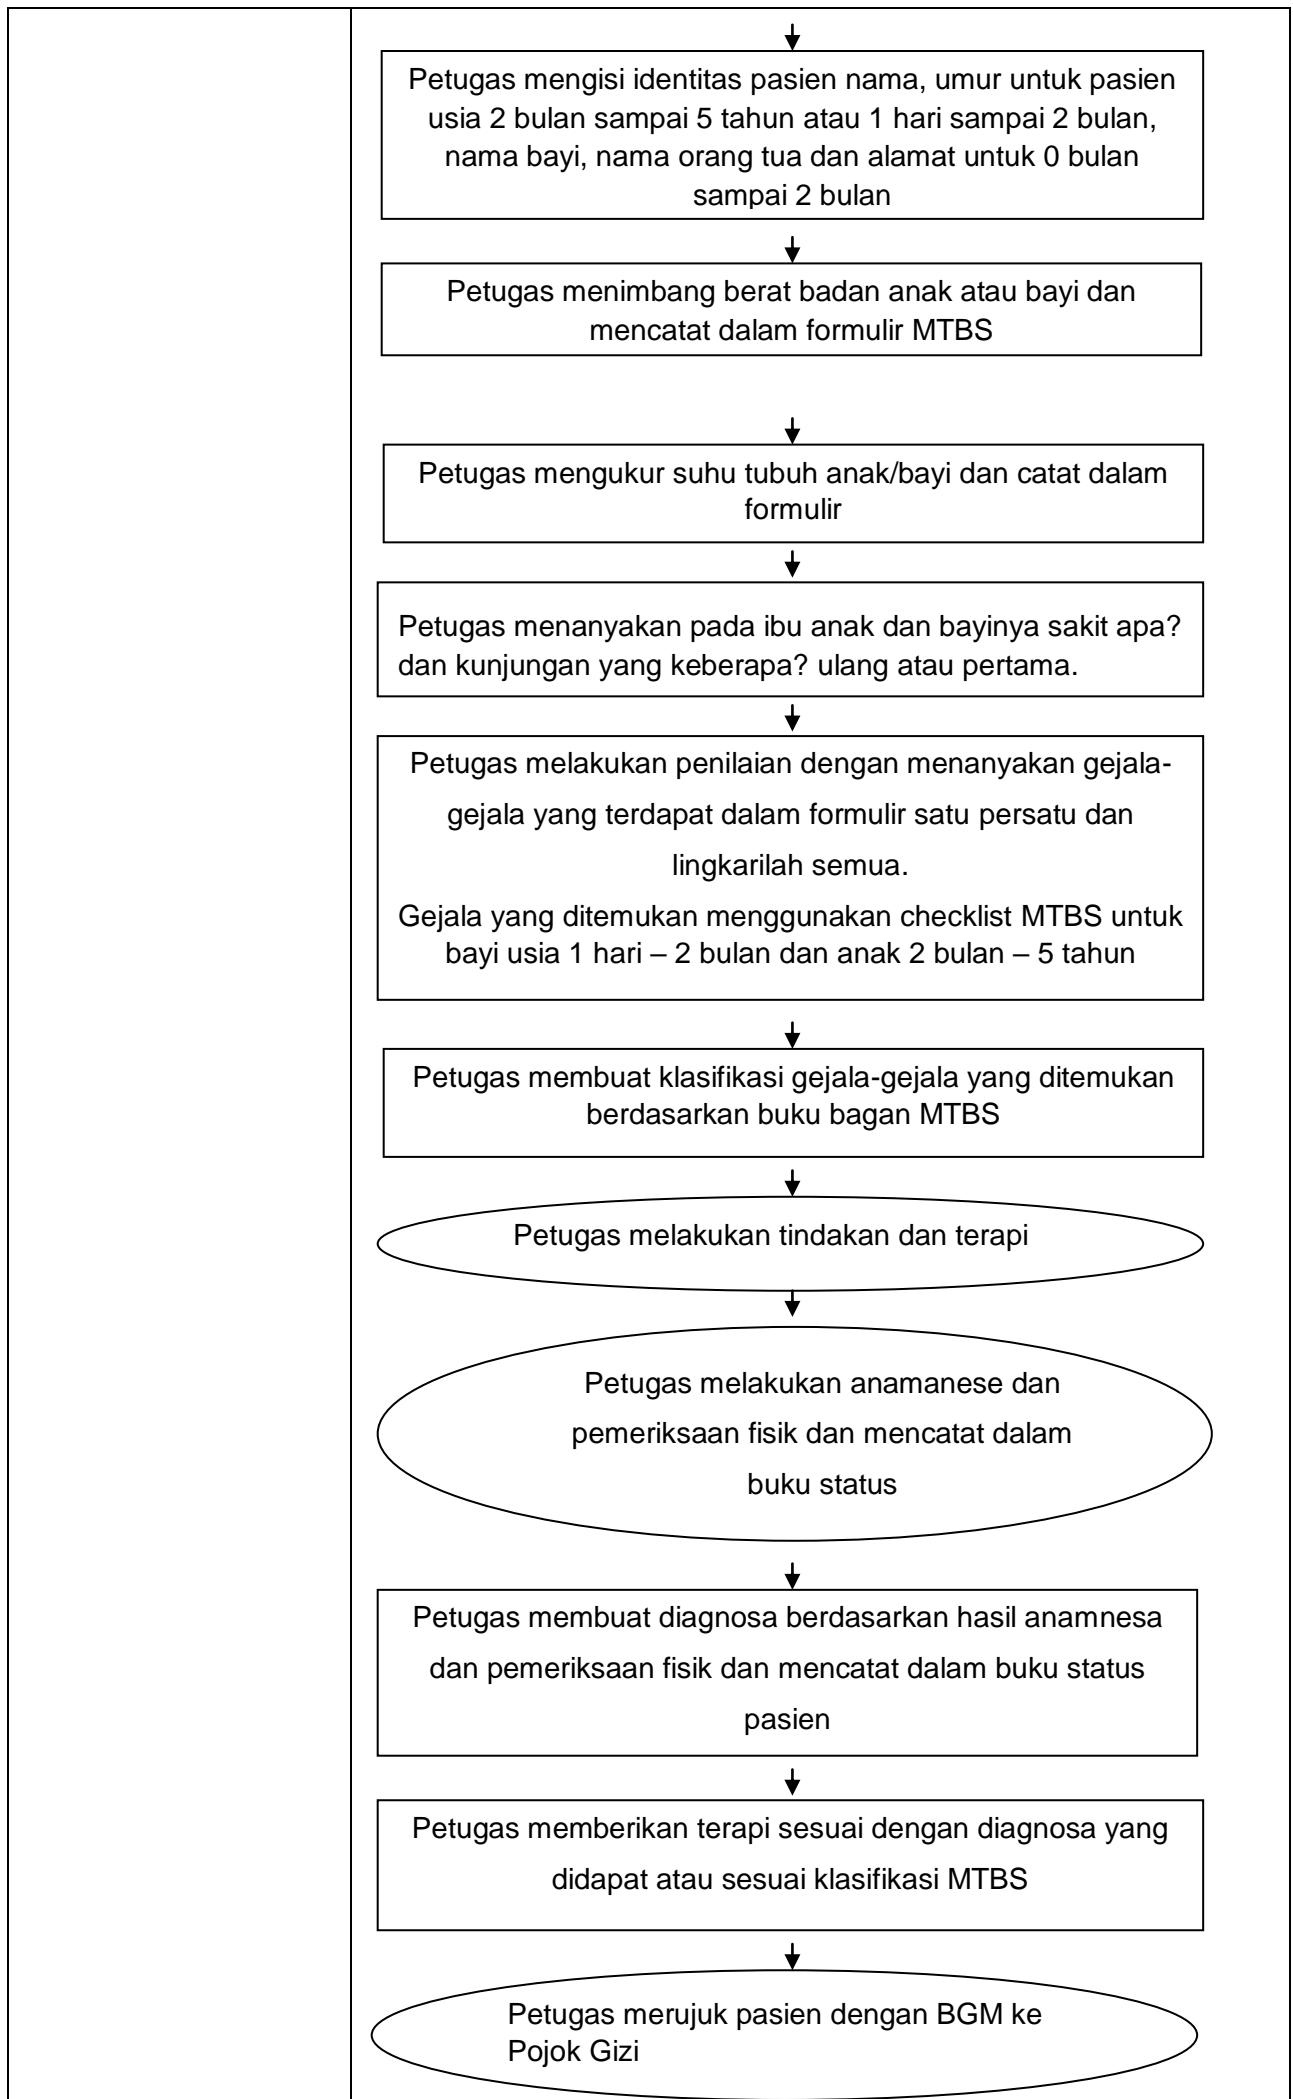 Petugas mengisi identitas pasien nama, umur untuk pasien
usia 2 bulan sampai 5 tahun atau 1 hari sampai 2 bulan,
nama bayi, nama orang tua dan alamat untuk 0 bulan
sampai 2 bulan
Petugas menimbang berat badan anak atau bayi dan
mencatat dalam formulir MTBS
Petugas mengukur suhu tubuh anak/bayi dan catat dalam
formulir
Petugas menanyakan pada ibu anak dan bayinya sakit apa?
dan kunjungan yang keberapa? ulang atau pertama.
Petugas melakukan penilaian dengan menanyakan gejala-
gejala yang terdapat dalam formulir satu persatu dan
lingkarilah semua.
Gejala yang ditemukan menggunakan checklist MTBS untuk
bayi usia 1 hari – 2 bulan dan anak 2 bulan – 5 tahun
Petugas membuat klasifikasi gejala-gejala yang ditemukan
berdasarkan buku bagan MTBS
Petugas melakukan tindakan dan terapi
Petugas melakukan anamanese dan
pemeriksaan fisik dan mencatat dalam
buku status
Petugas membuat diagnosa berdasarkan hasil anamnesa
dan pemeriksaan fisik dan mencatat dalam buku status
pasien
Petugas memberikan terapi sesuai dengan diagnosa yang
didapat atau sesuai klasifikasi MTBS
Petugas merujuk pasien dengan BGM ke
Pojok Gizi